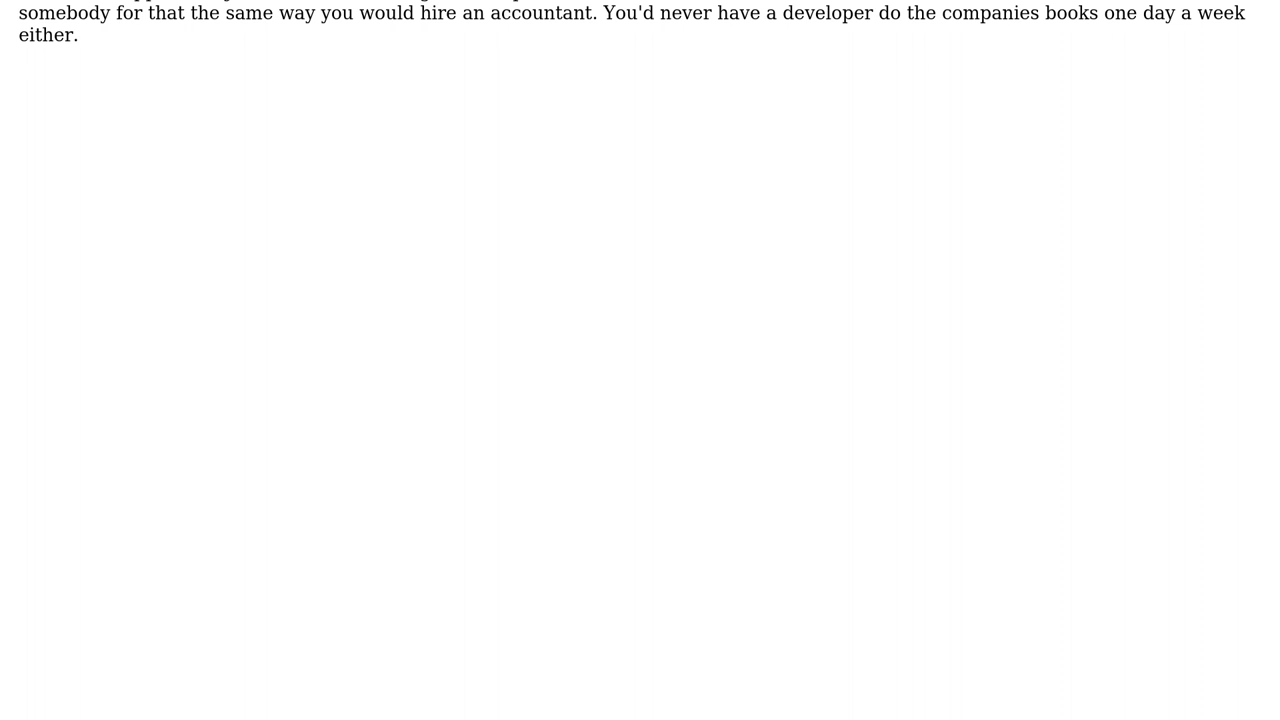 somebody for that the same way you would hire an accountant. You'd never have a developer do the companies books one day a week
either.